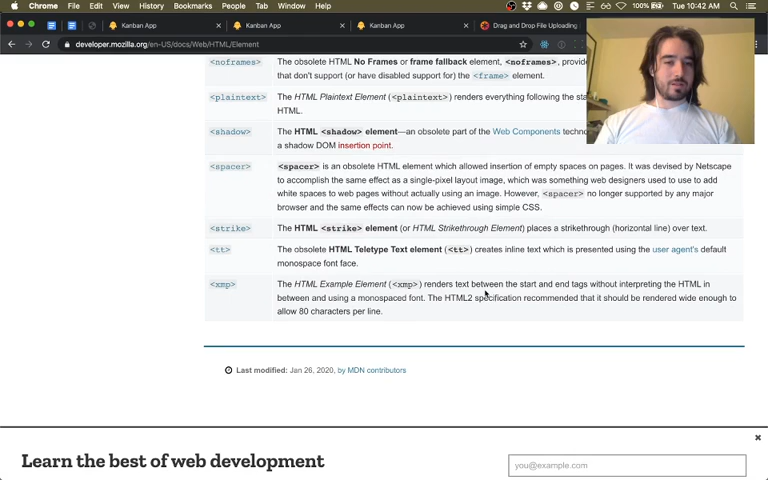 Chrome File Edit View History Bookmarks People Tab Window Help 100% Tue 10:42 AM
Kanban App Kanban App Kanban App Drag and Drop File Uploading
developer.mozilla.org/en-US/docs/Web/HTML/Element
<noframes> The obsolete HTML No Frames or frame fallback element, <noframes>, provide
that don't support (or have disabled support for) the <frame> element.
<plaintext> The HTML Plaintext Element (<plaintext>) renders everything following the sta
HTML.
<shadow> The HTML <shadow> element—an obsolete part of the Web Components techno
a shadow DOM insertion point.
<spacer> <spacer> is an obsolete HTML element which allowed insertion of empty spaces on pages. It was devised by Netscape
to accomplish the same effect as a single-pixel layout image, which was something web designers used to use to add
white spaces to web pages without actually using an image. However, <spacer> no longer supported by any major
browser and the same effects can now be achieved using simple CSS.
<strike> The HTML <strike> element (or HTML Strikethrough Element) places a strikethrough (horizontal line) over text.
<tt> The obsolete HTML Teletype Text element (<tt>) creates inline text which is presented using the user agent's default
monospace font face.
<xmp> The HTML Example Element (<xmp>) renders text between the start and end tags without interpreting the HTML in
between and using a monospaced font. The HTML2 specification recommended that it should be rendered wide enough to
allow 80 characters per line.
Last modified: Jan 26, 2020, by MDN contributors
Learn the best of web development
you@example.com